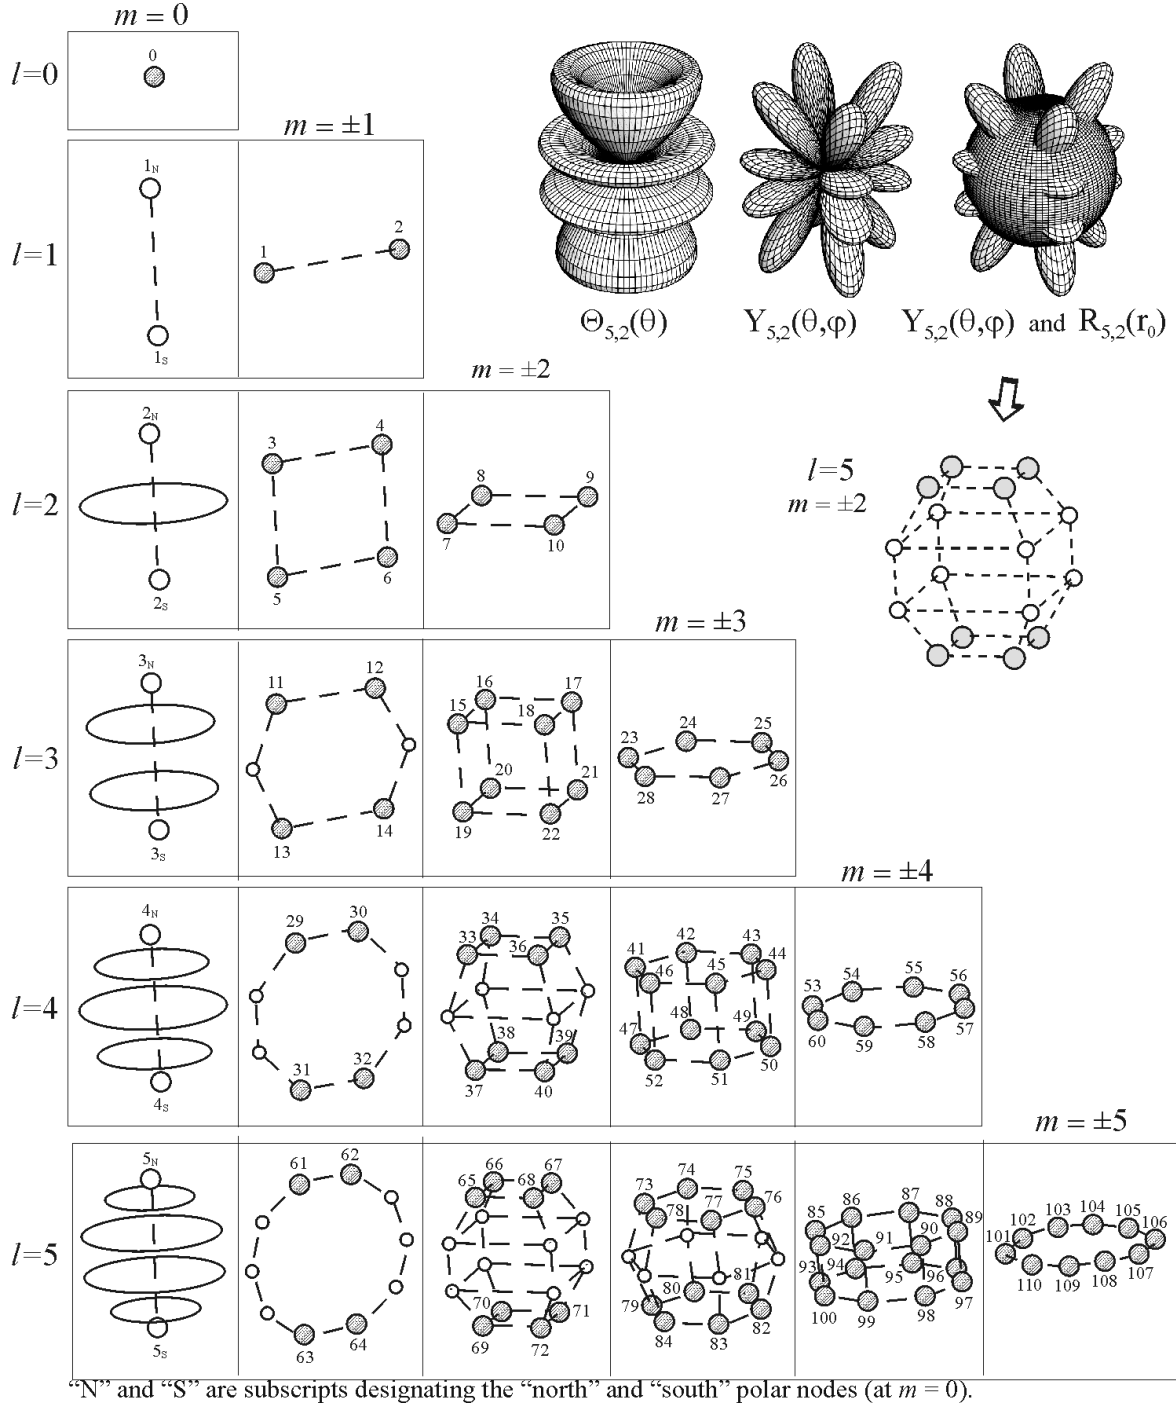 m = 0
l=0
0
m = ±1
l=1
1N
1S
1 2
Θ5,2(θ) Y5,2(θ,φ) Y5,2(θ,φ) and R5,2(r0)
m = ±2
l=2
2N
2S
3 4
5 6
8 9
7 10
l=5
m = ±2
m = ±3
l=3
3N
3S
11 12
13 14
16 17
15 18
20 21
19 22
24 25
23 26
28 27
m = ±4
l=4
4N
4S
29 30
31 32
34 35
33 36
38 39
37 40
42 43
41 44
46 45
48 49
47 50
52 51
54 55 56
53 57
60 59 58
m = ±5
l=5
5N
5S
61 62
63 64
66 67
65 68
70 71
69 72
74 75
73 76
78 77
80 81
79 82
84 83
86 87 88
85 89
92 91 90
93 94 95 96
97
100 99 98
103 104 105
102 106
101
110 109 108 107
“N” and “S” are subscripts designating the “north” and “south” polar nodes (at m = 0).